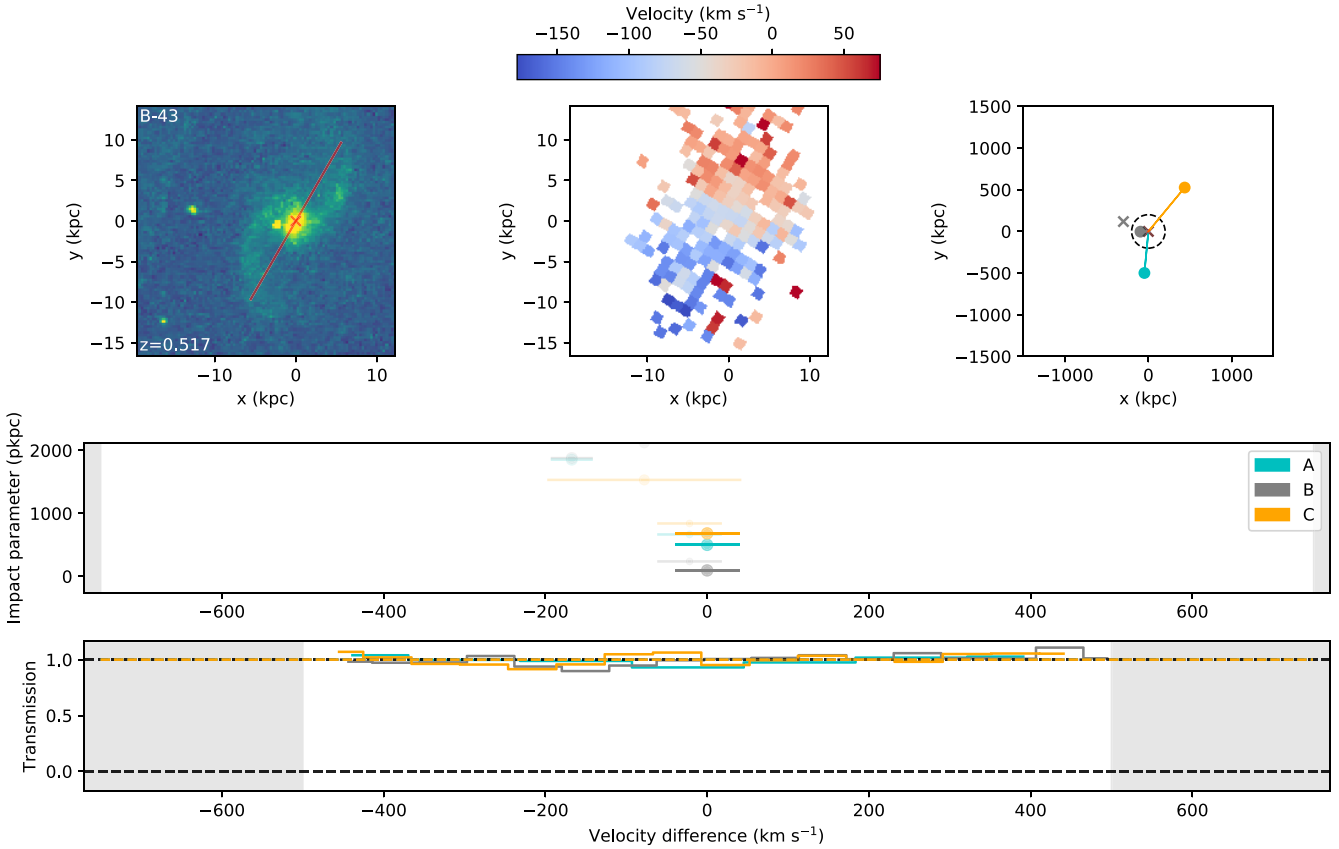 Velocity (km s⁻¹)
−150 −100 −50 0 50
B-43
z=0.517
10
5
0
−5
−10
−15
y (kpc)
−10 0 10
x (kpc)
10
5
0
−5
−10
−15
y (kpc)
−10 0 10
x (kpc)
1500
1000
500
0
−500
−1000
−1500
y (kpc)
−1000 0 1000
x (kpc)
Impact parameter (pkpc)
2000
1000
0
A
B
C
−600 −400 −200 0 200 400 600
Transmission
1.0
0.5
0.0
−600 −400 −200 0 200 400 600
Velocity difference (km s⁻¹)